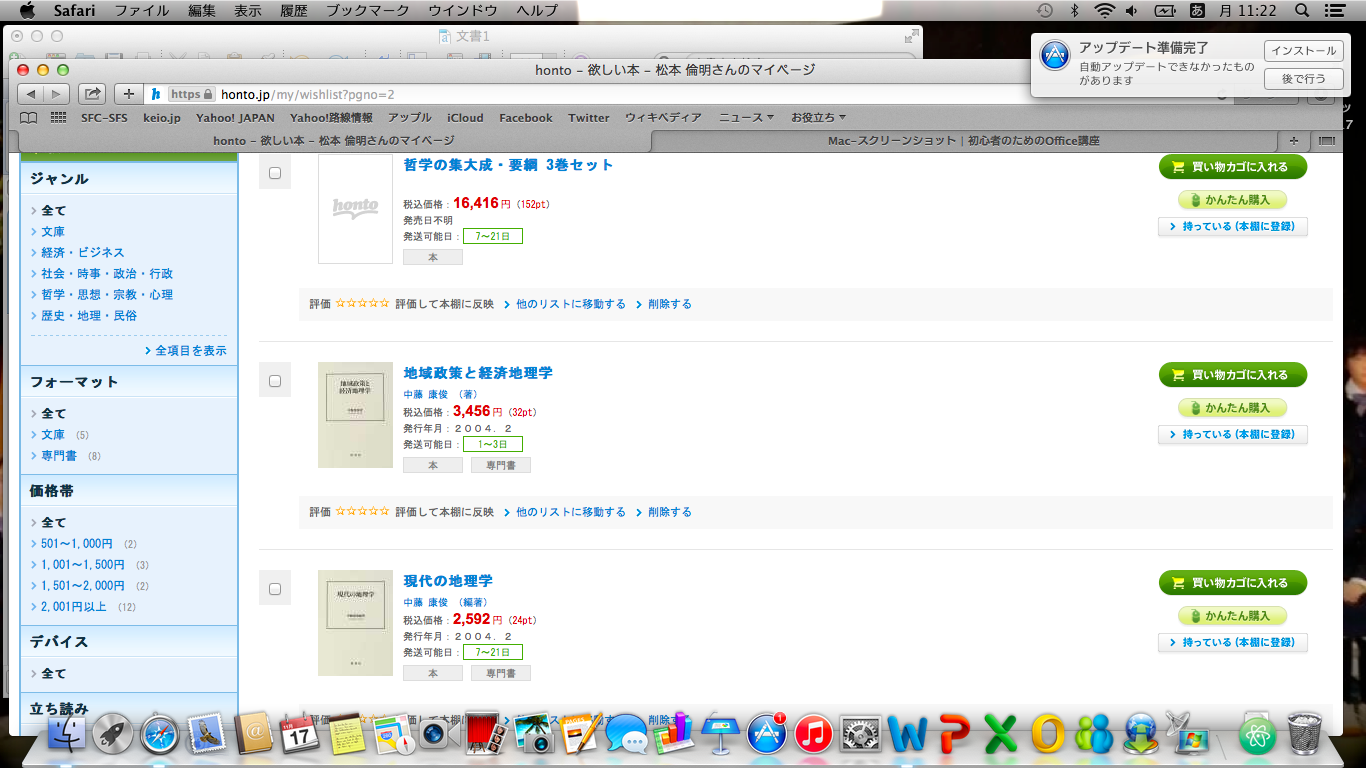 Safari ファイル 編集 表示 履歴 ブックマーク ウインドウ ヘルプ
あ 月 11:22
文書1
アップデート準備完了
自動アップデートできなかったもの
があります
インストール
後で行う
honto – 欲しい本 – 松本 倫明さんのマイページ
https honto.jp/my/wishlist?pgno=2
SFC-SFS keio.jp Yahoo! JAPAN Yahoo!路線情報 アップル iCloud Facebook Twitter ウィキペディア ニュース▼ お役立ち▼
honto – 欲しい本 – 松本 倫明さんのマイページ
Mac-スクリーンショット | 初心者のためのOffice講座
ジャンル
全て
文庫
経済・ビジネス
社会・時事・政治・行政
哲学・思想・宗教・心理
歴史・地理・民俗
全項目を表示
フォーマット
全て
文庫 (5)
専門書 (8)
価格帯
全て
501～1,000円 (2)
1,001～1,500円 (3)
1,501～2,000円 (2)
2,001円以上 (12)
デバイス
全て
立ち読み
honto
哲学の集大成・要綱 3巻セット
税込価格：16,416円 (152pt)
発売日不明
発送可能日：7～21日
本
買い物カゴに入れる
かんたん購入
持っている(本棚に登録)
評価 ☆☆☆☆☆ 評価して本棚に反映 他のリストに移動する 削除する
地域政策と
経済地理学
地域政策と経済地理学
中藤 康俊 （著）
税込価格：3,456円 (32pt)
発行年月：２００４．２
発送可能日：1～3日
本 専門書
買い物カゴに入れる
かんたん購入
持っている(本棚に登録)
評価 ☆☆☆☆☆ 評価して本棚に反映 他のリストに移動する 削除する
現代の地理学
現代の地理学
中藤 康俊 （編著）
税込価格：2,592円 (24pt)
発行年月：２００４．２
発送可能日：7～21日
本 専門書
買い物カゴに入れる
かんたん購入
持っている(本棚に登録)
17
1